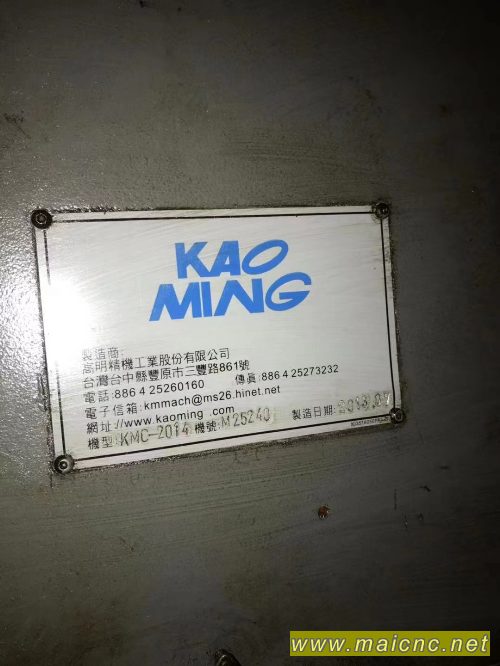 KAO
MING
製造商:
高明精機工業股份有限公司
台灣台中縣豐原市三豐路861號
電話:886 4 25260160 傳真:886 4 25273232
電子信箱:kmmach@ms26.hinet.net
網址://www.kaoming .com
機型:KMC-2014 機號:M25240 製造日期:2013.07
www.maicnc.net